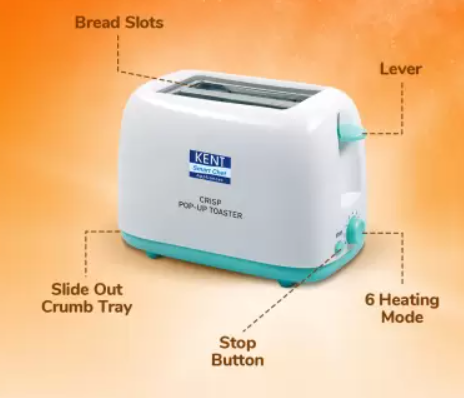 Bread Slots
Lever
KENT
Smart Chef
CRISP
POP-UP TOASTER
Slide Out
Crumb Tray
6 Heating
Mode
Stop
Button